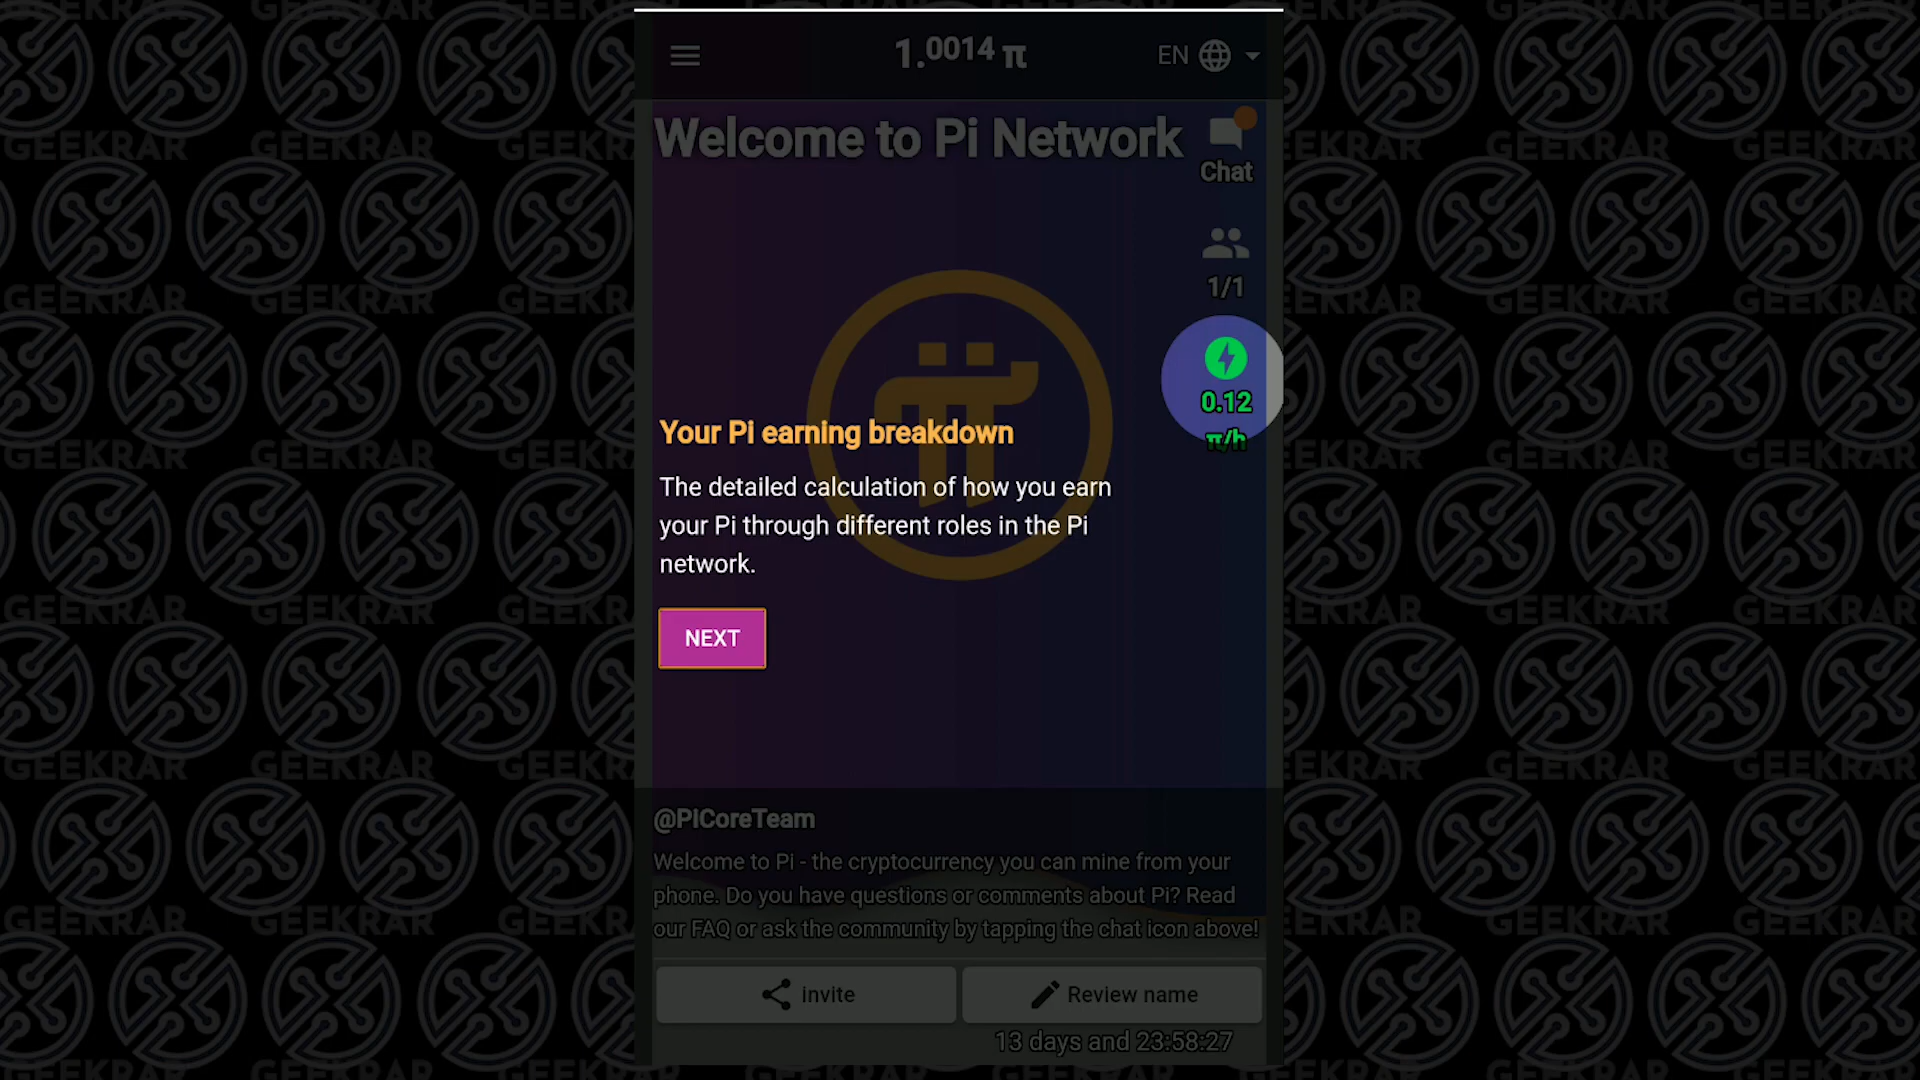 1.0014 π
EN
Welcome to Pi Network
Chat
1/1
0.12
π/h
Your Pi earning breakdown
The detailed calculation of how you earn
your Pi through different roles in the Pi
network.
NEXT
@PiCoreTeam
Welcome to Pi - the cryptocurrency you can mine from your
phone. Do you have questions or comments about Pi? Read
our FAQ or ask the community by tapping the chat icon above!
invite
Review name
13 days and 23:58:27
GEEKRAR